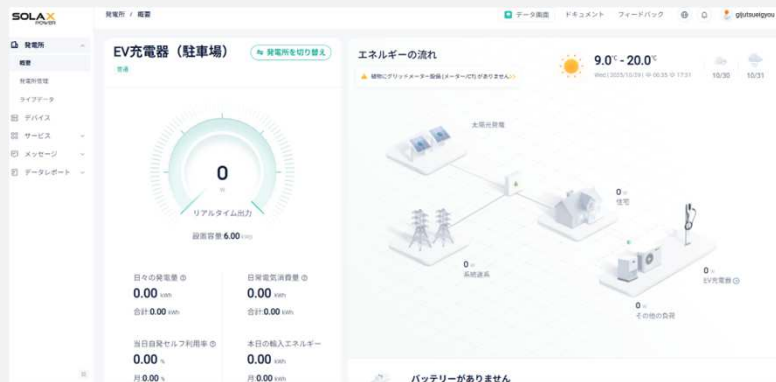 SOLAX
POWER
発電所 / 概要
データ画面
ドキュメント
フィードバック
gijutsueigyou
発電所
概要
発電所管理
ライブデータ
デバイス
サービス
メッセージ
データレポート
EV充電器（駐車場）
発電所を切り替え
普通
0
W
リアルタイム出力
設置容量:6.00 kWp
日々の発電量
0.00 kWh
合計:0.00 kWh
日常電気消費量
0.00 kWh
合計:0.00 kWh
当日自発セルフ利用率
0.00 %
月:0.00 %
本日の輸入エネルギー
0.00 kWh
月:0.00 kWh
エネルギーの流れ
9.0℃ - 20.0℃
10/30
10/31
太陽光発電
0 W
住宅
0 W
系統連系
0 W
EV充電器
0 W
その他の負荷
バッテリーがありません